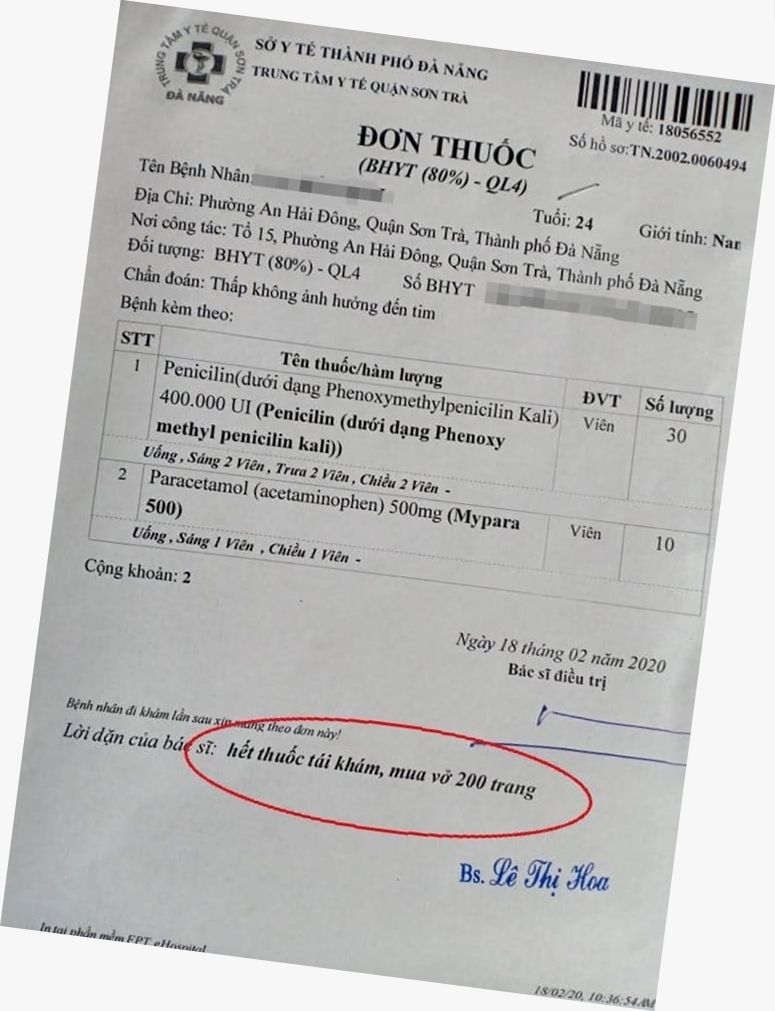 TRUNG TÂM Y TẾ QUẬN SƠN TRÀ
ĐÀ NẴNG
SỞ Y TẾ THÀNH PHỐ ĐÀ NẴNG
TRUNG TÂM Y TẾ QUẬN SƠN TRÀ
Mã y tế: 18056552
Số hồ sơ:TN.2002.0060494
ĐƠN THUỐC
(BHYT (80%) - QL4)
Tên Bệnh Nhân:
Tuổi: 24 Giới tính: Nam
Địa Chỉ: Phường An Hải Đông, Quận Sơn Trà, Thành phố Đà Nẵng
Nơi công tác: Tổ 15, Phường An Hải Đông, Quận Sơn Trà, Thành phố Đà Nẵng
Đối tượng: BHYT (80%) - QL4 Số BHYT
Chẩn đoán: Thấp không ảnh hưởng đến tim
Bệnh kèm theo:
STT Tên thuốc/hàm lượng ĐVT Số lượng
1 Penicilin(dưới dạng Phenoxymethylpenicilin Kali) Viên 30
400.000 UI (Penicilin (dưới dạng Phenoxy
methyl penicilin kali))
Uống , Sáng 2 Viên , Trưa 2 Viên , Chiều 2 Viên -
2 Paracetamol (acetaminophen) 500mg (Mypara Viên 10
500)
Uống , Sáng 1 Viên , Chiều 1 Viên -
Cộng khoản: 2
Ngày 18 tháng 02 năm 2020
Bác sĩ điều trị
Bệnh nhân đi khám lần sau xin mang theo đơn này!
Lời dặn của bác sĩ: hết thuốc tái khám, mua vở 200 trang
Bs. Lê Thị Hoa
In tại phần mềm FPT.eHospital
18/02/20, 10:36:54AM